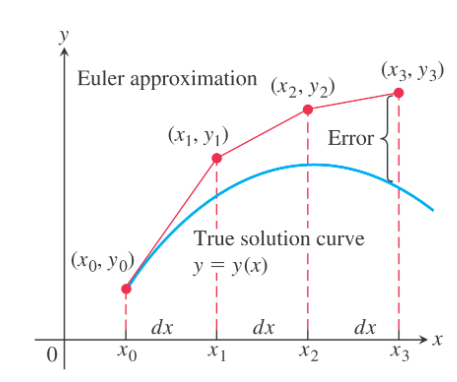 y
Euler approximation
(x₂, y₂)
(x₃, y₃)
(x₁, y₁)
Error
(x₀, y₀)
True solution curve
y = y(x)
dx dx dx
x
0 x₀ x₁ x₂ x₃